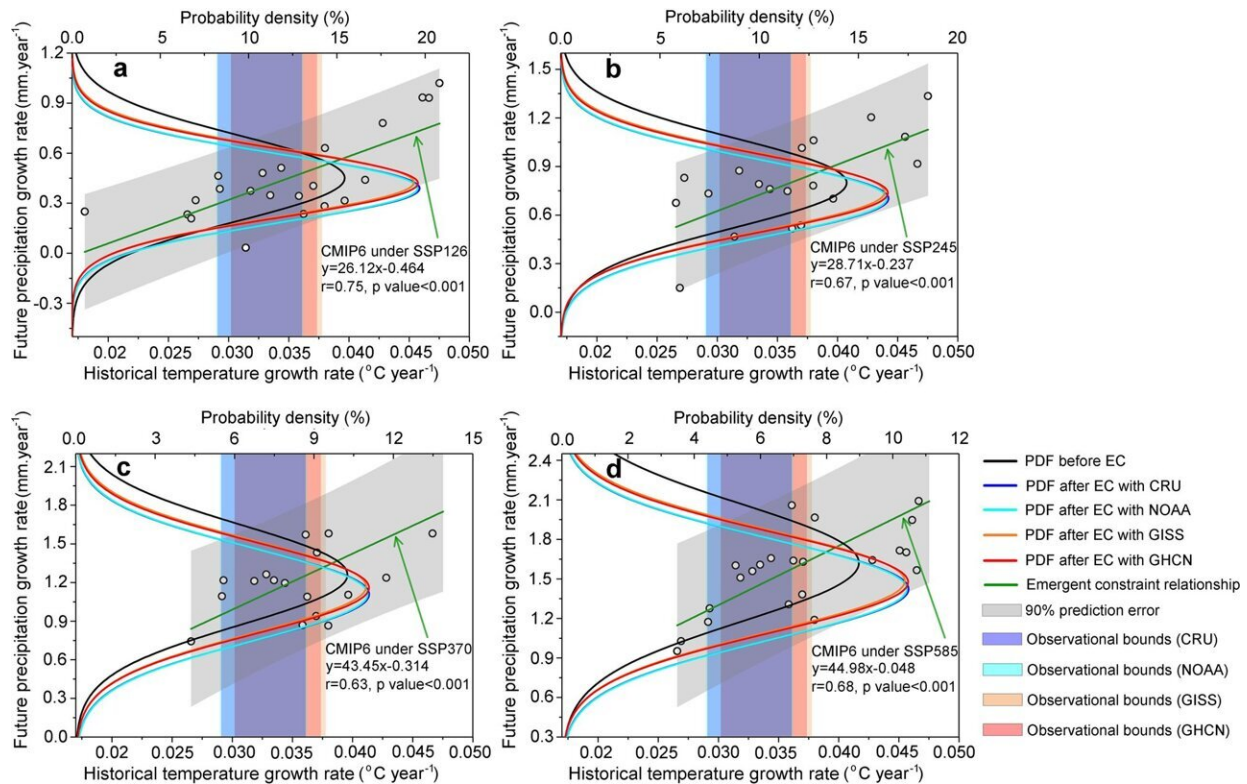 Probability density (%)
0.0 5 10 15 20
a
Future precipitation growth rate (mm.year-1)
1.2
0.9
0.6
0.3
0.0
-0.3
CMIP6 under SSP126
y=26.12x-0.464
r=0.75, p value<0.001
0.02 0.025 0.030 0.035 0.040 0.045 0.050
Historical temperature growth rate (°C year-1)
Probability density (%)
0.0 5 10 15 20
b
Future precipitation growth rate (mm.year-1)
1.5
1.2
0.9
0.6
0.3
0.0
CMIP6 under SSP245
y=28.71x-0.237
r=0.67, p value<0.001
0.02 0.025 0.030 0.035 0.040 0.045 0.050
Historical temperature growth rate (°C year-1)
Probability density (%)
0.0 3 6 9 12 15
c
Future precipitation growth rate (mm.year-1)
2.1
1.8
1.5
1.2
0.9
0.6
0.3
0.0
CMIP6 under SSP370
y=43.45x-0.314
r=0.63, p value<0.001
0.02 0.025 0.030 0.035 0.040 0.045 0.050
Historical temperature growth rate (°C year-1)
Probability density (%)
0.0 2 4 6 8 10 12
d
Future precipitation growth rate (mm.year-1)
2.4
2.1
1.8
1.5
1.2
0.9
0.6
0.3
CMIP6 under SSP585
y=44.98x-0.048
r=0.68, p value<0.001
0.02 0.025 0.030 0.035 0.040 0.045 0.050
Historical temperature growth rate (°C year-1)
PDF before EC
PDF after EC with CRU
PDF after EC with NOAA
PDF after EC with GISS
PDF after EC with GHCN
Emergent constraint relationship
90% prediction error
Observational bounds (CRU)
Observational bounds (NOAA)
Observational bounds (GISS)
Observational bounds (GHCN)